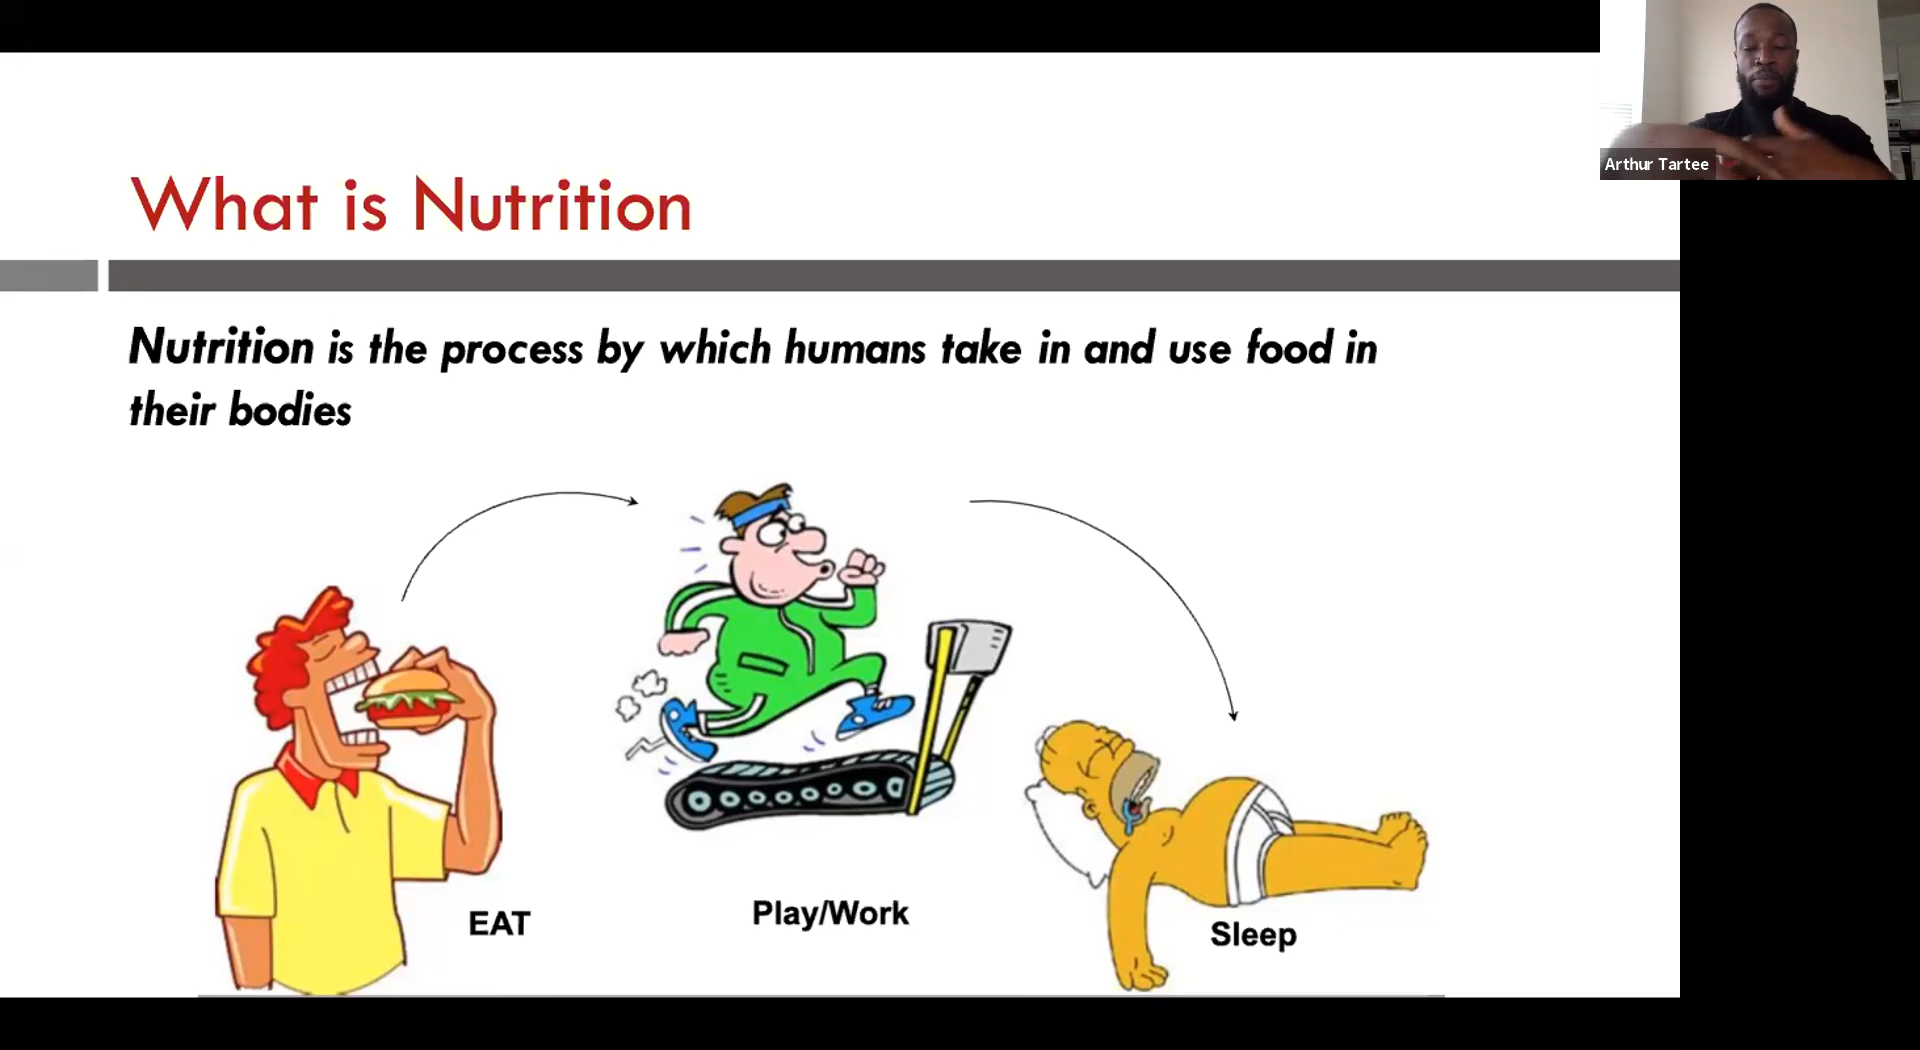 What is Nutrition
Arthur Tartee
Nutrition is the process by which humans take in and use food in
their bodies
EAT
Play/Work
Sleep